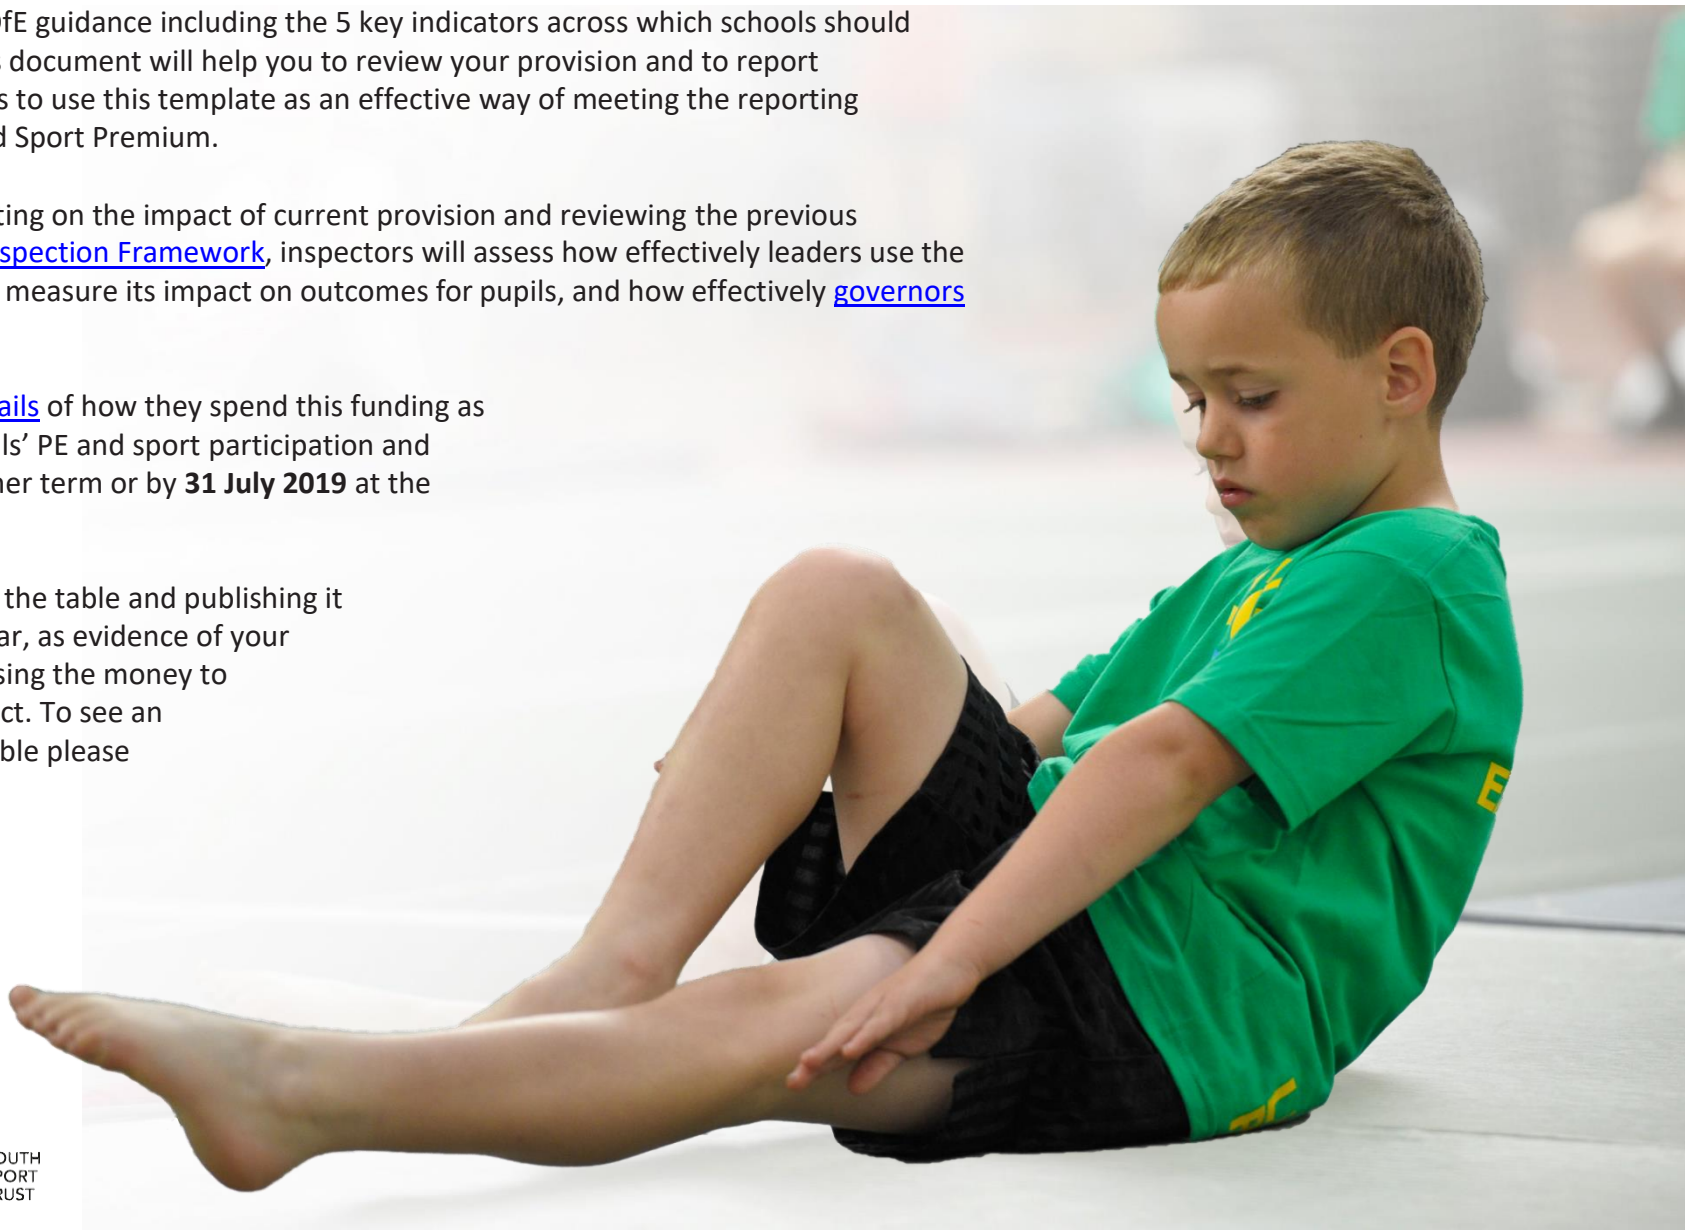 fE guidance including the 5 key indicators across which schools should
document will help you to review your provision and to report
s to use this template as an effective way of meeting the reporting
d Sport Premium.
ting on the impact of current provision and reviewing the previous
spection Framework, inspectors will assess how effectively leaders use the
measure its impact on outcomes for pupils, and how effectively governors
ails of how they spend this funding as
ls’ PE and sport participation and
ner term or by 31 July 2019 at the
the table and publishing it
ar, as evidence of your
sing the money to
ct. To see an
ble please
E
OUTH
PORT
RUST